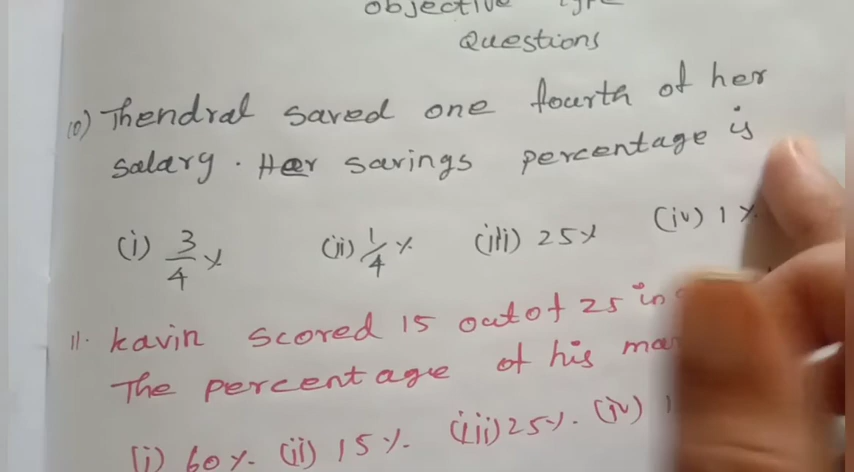 objective type
Questions
10) Thendral saved one fourth of her
salary. Her savings percentage is
(i) 3/4 % (ii) 1/4 % (iii) 25% (iv) 1%
11. Kavin scored 15 out of 25 in
The percentage of his
(i) 60%. (ii) 15%. (iii) 25%. (iv)